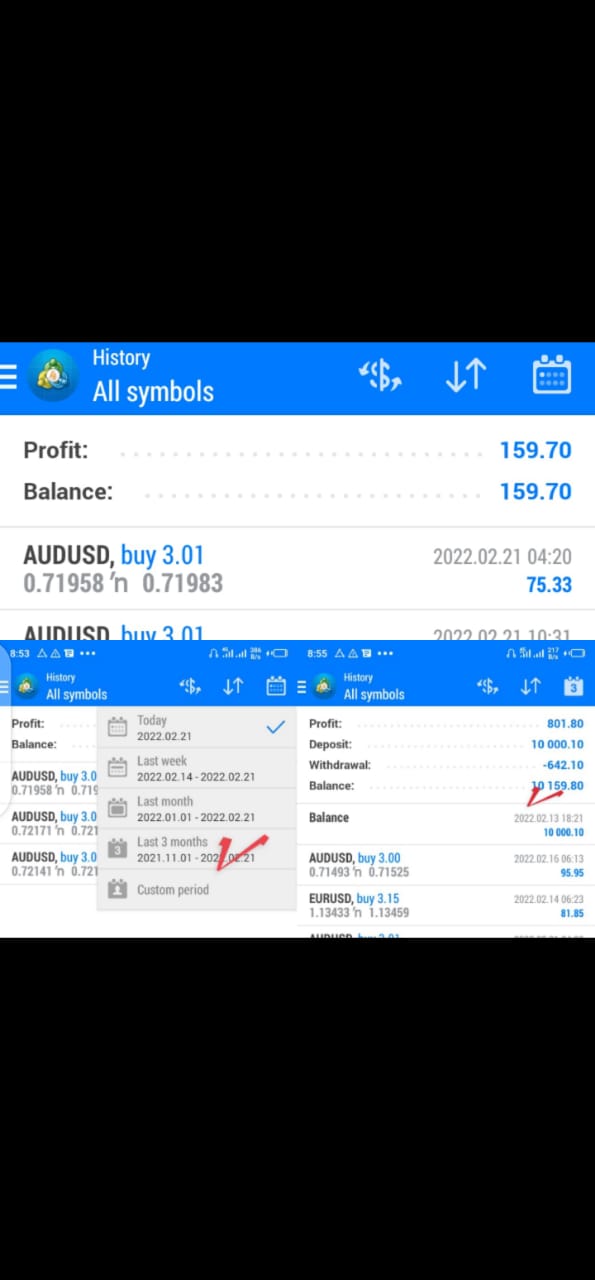 History
All symbols
Profit: 159.70
Balance: 159.70
AUDUSD, buy 3.01 2022.02.21 04:20
0.71958 'n 0.71983 75.33
AUDUSD, buy 3.01 2022.02.21 10:31
8:53
History
All symbols
Profit:
Balance:
AUDUSD, buy 3.0
0.71958 'n 0.719
AUDUSD, buy 3.0
0.72171 'n 0.721
AUDUSD, buy 3.0
0.72141 'n 0.721
Today
2022.02.21
Last week
2022.02.14 - 2022.02.21
Last month
2022.01.01 - 2022.02.21
3 Last 3 months
2021.11.01 - 2022.02.21
Custom period
8:55
History
All symbols 3
Profit: 801.80
Deposit: 10 000.10
Withdrawal: -642.10
Balance: 10 159.80
Balance 2022.02.13 18:21
10 000.10
AUDUSD, buy 3.00 2022.02.16 06:13
0.71493 'n 0.71525 95.95
EURUSD, buy 3.15 2022.02.14 06:23
1.13433 'n 1.13459 81.85
AUDUSD, buy 3.01